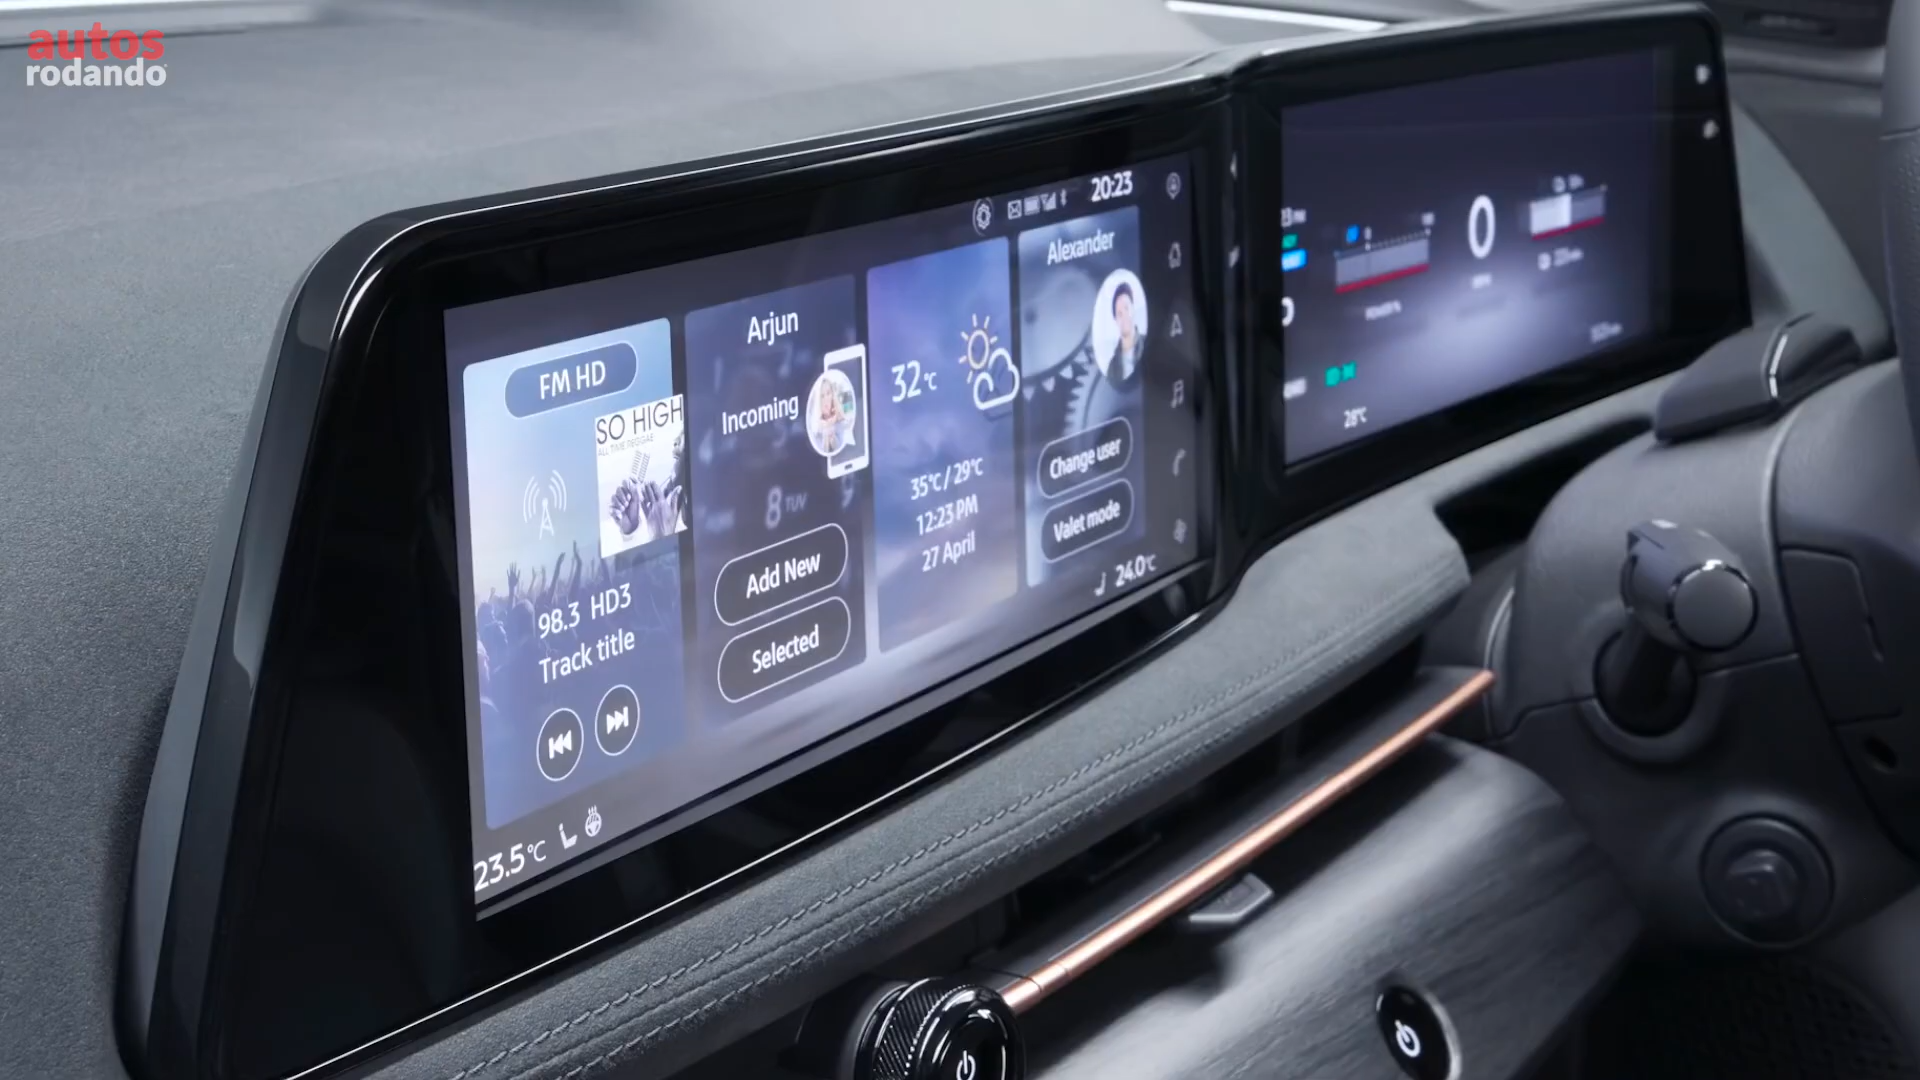 autos
rodando
20:23
FM HD
SO HIGH
ALL TIME REGGAE
98.3 HD3
Track title
Arjun
Incoming
8 TUV
9
Add New
Selected
32°C
35°C / 29°C
12:23 PM
27 April
Alexander
Change user
Valet mode
23.5°C
24.0°C
0
POWER %
28°C